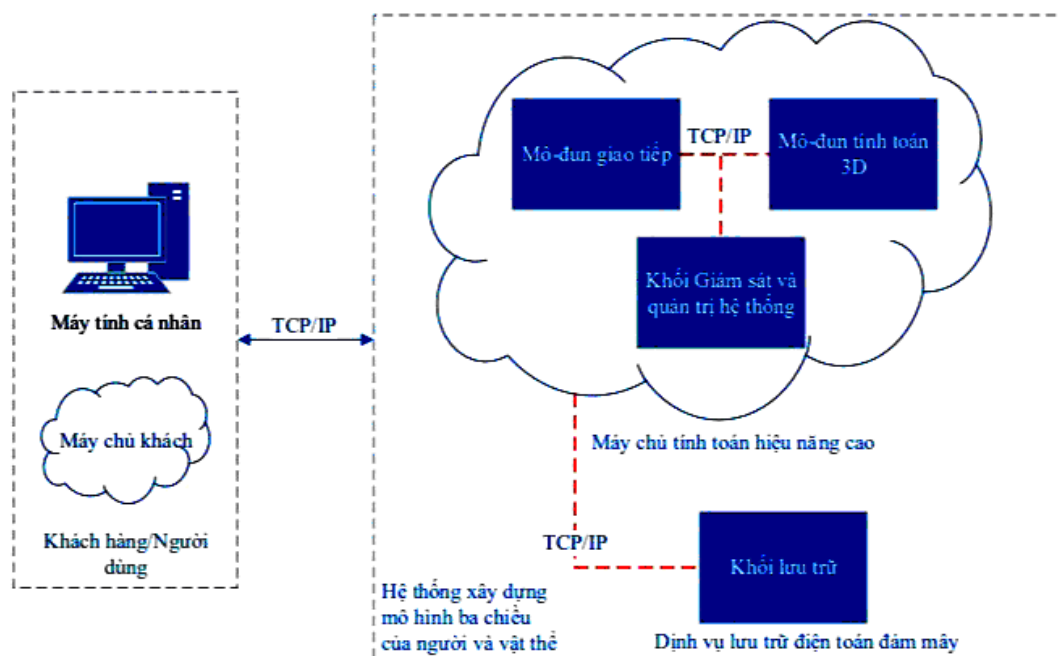 Máy tính cá nhân
Máy chủ khách
Khách hàng/Người
dùng
TCP/IP
Mô-đun giao tiếp
TCP/IP
Mô-đun tính toán
3D
Khối Giám sát và
quản trị hệ thống
Máy chủ tính toán hiệu năng cao
TCP/IP
Khối lưu trữ
Hệ thống xây dựng
mô hình ba chiều
của người và vật thể
Dịnh vụ lưu trữ điện toán đám mây